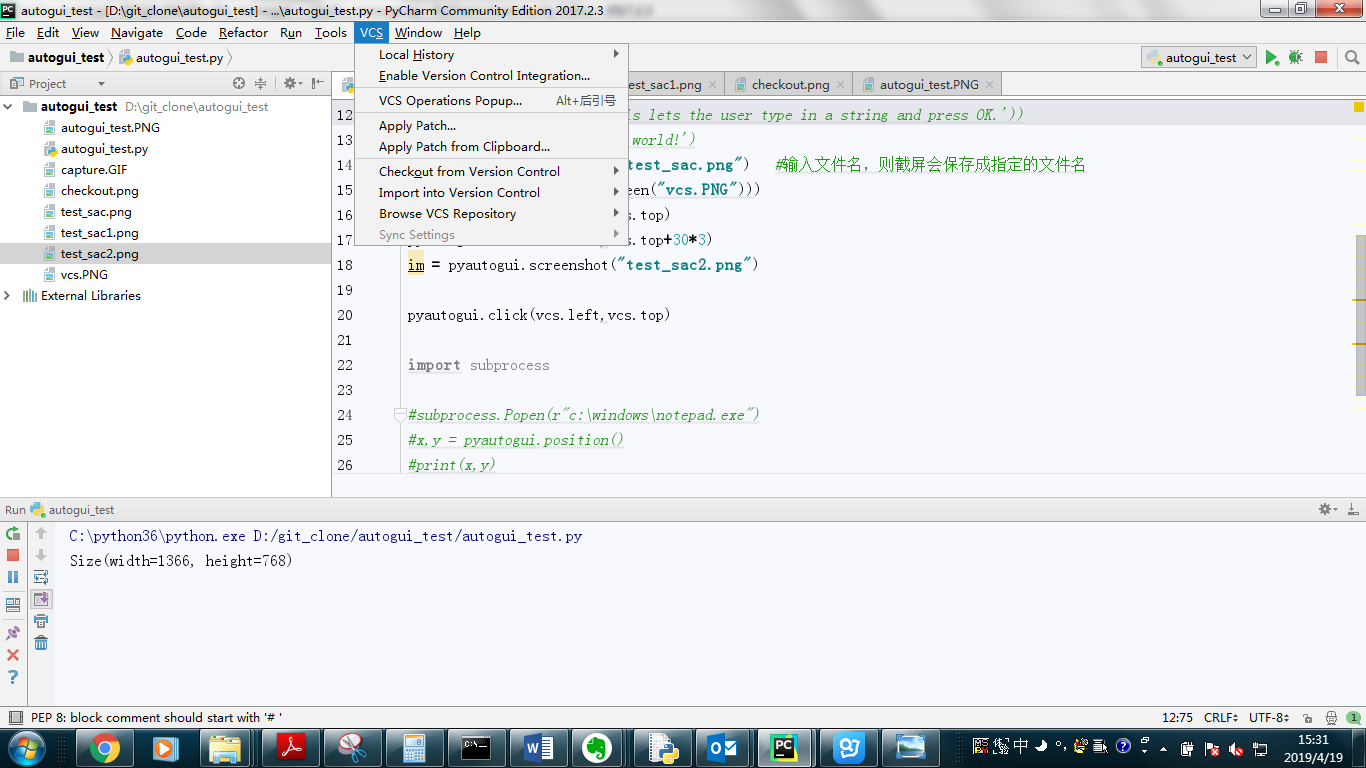 autogui_test - [D:\git_clone\autogui_test] - ...\autogui_test.py - PyCharm Community Edition 2017.2.3
File Edit View Navigate Code Refactor Run Tools VCS Window Help
autogui_test autogui_test.py autogui_test
Project
est_sac1.png checkout.png autogui_test.PNG
Local History
Enable Version Control Integration...
VCS Operations Popup... Alt+后引号
Apply Patch...
Apply Patch from Clipboard...
Checkout from Version Control
Import into Version Control
Browse VCS Repository
Sync Settings
autogui_test D:\git_clone\autogui_test
autogui_test.PNG
autogui_test.py
capture.GIF
checkout.png
test_sac.png
test_sac1.png
test_sac2.png
vcs.PNG
External Libraries
12 is lets the user type in a string and press OK.'))
13 world!')
14 test_sac.png") #输入文件名，则截屏会保存成指定的文件名
15 een("vcs.PNG")))
16 s.top)
17 s.top+30*3)
18 im = pyautogui.screenshot("test_sac2.png")
19
20 pyautogui.click(vcs.left,vcs.top)
21
22 import subprocess
23
24 #subprocess.Popen(r"c:\windows\notepad.exe")
25 #x,y = pyautogui.position()
26 #print(x,y)
Run autogui_test
C:\python36\python.exe D:/git_clone/autogui_test/autogui_test.py
Size(width=1366, height=768)
PEP 8: block comment should start with '# '
12:75 CRLF UTF-8 1
中
15:31
2019/4/19